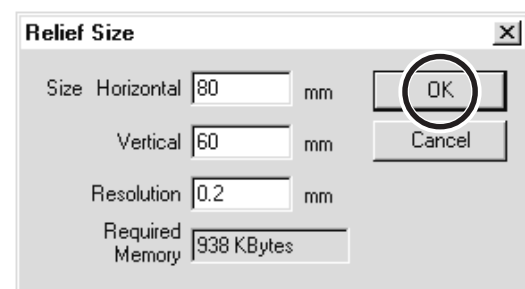 Relief Size
Size Horizontal 80 mm OK
Vertical 60 mm Cancel
Resolution 0.2 mm
Required
Memory 938 KBytes